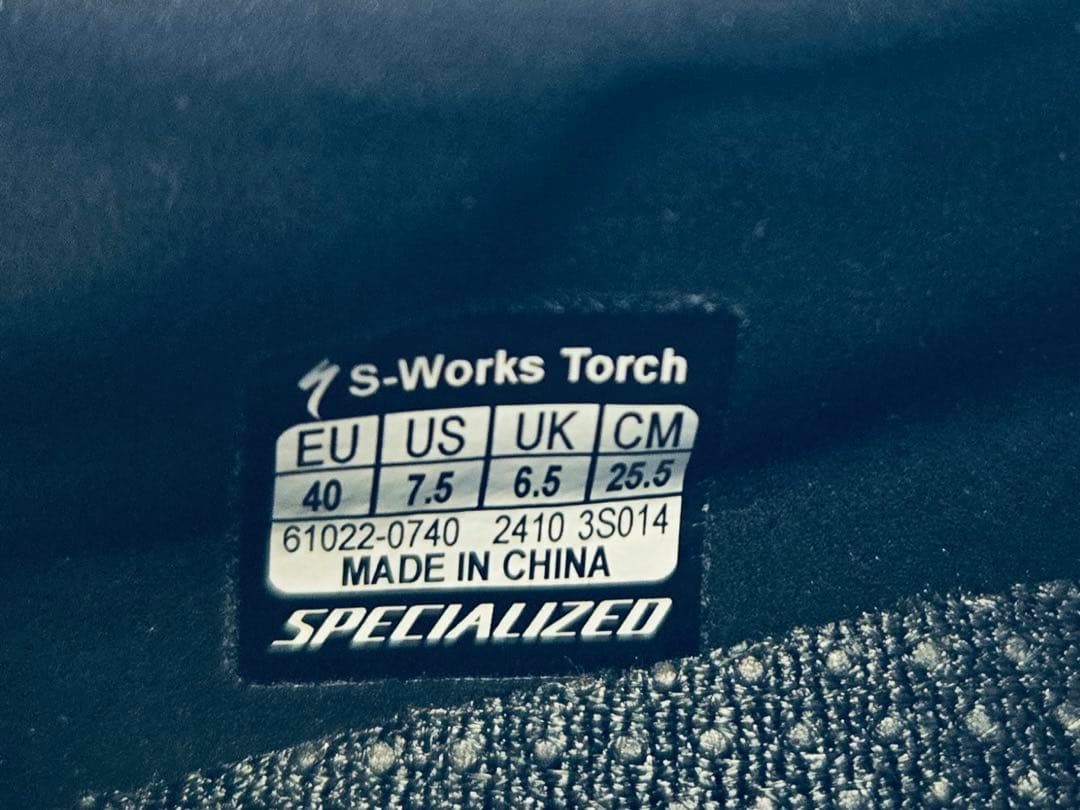 S-Works Torch
EU US UK CM
40 7.5 6.5 25.5
61022-0740 2410 3S014
MADE IN CHINA
SPECIALIZED